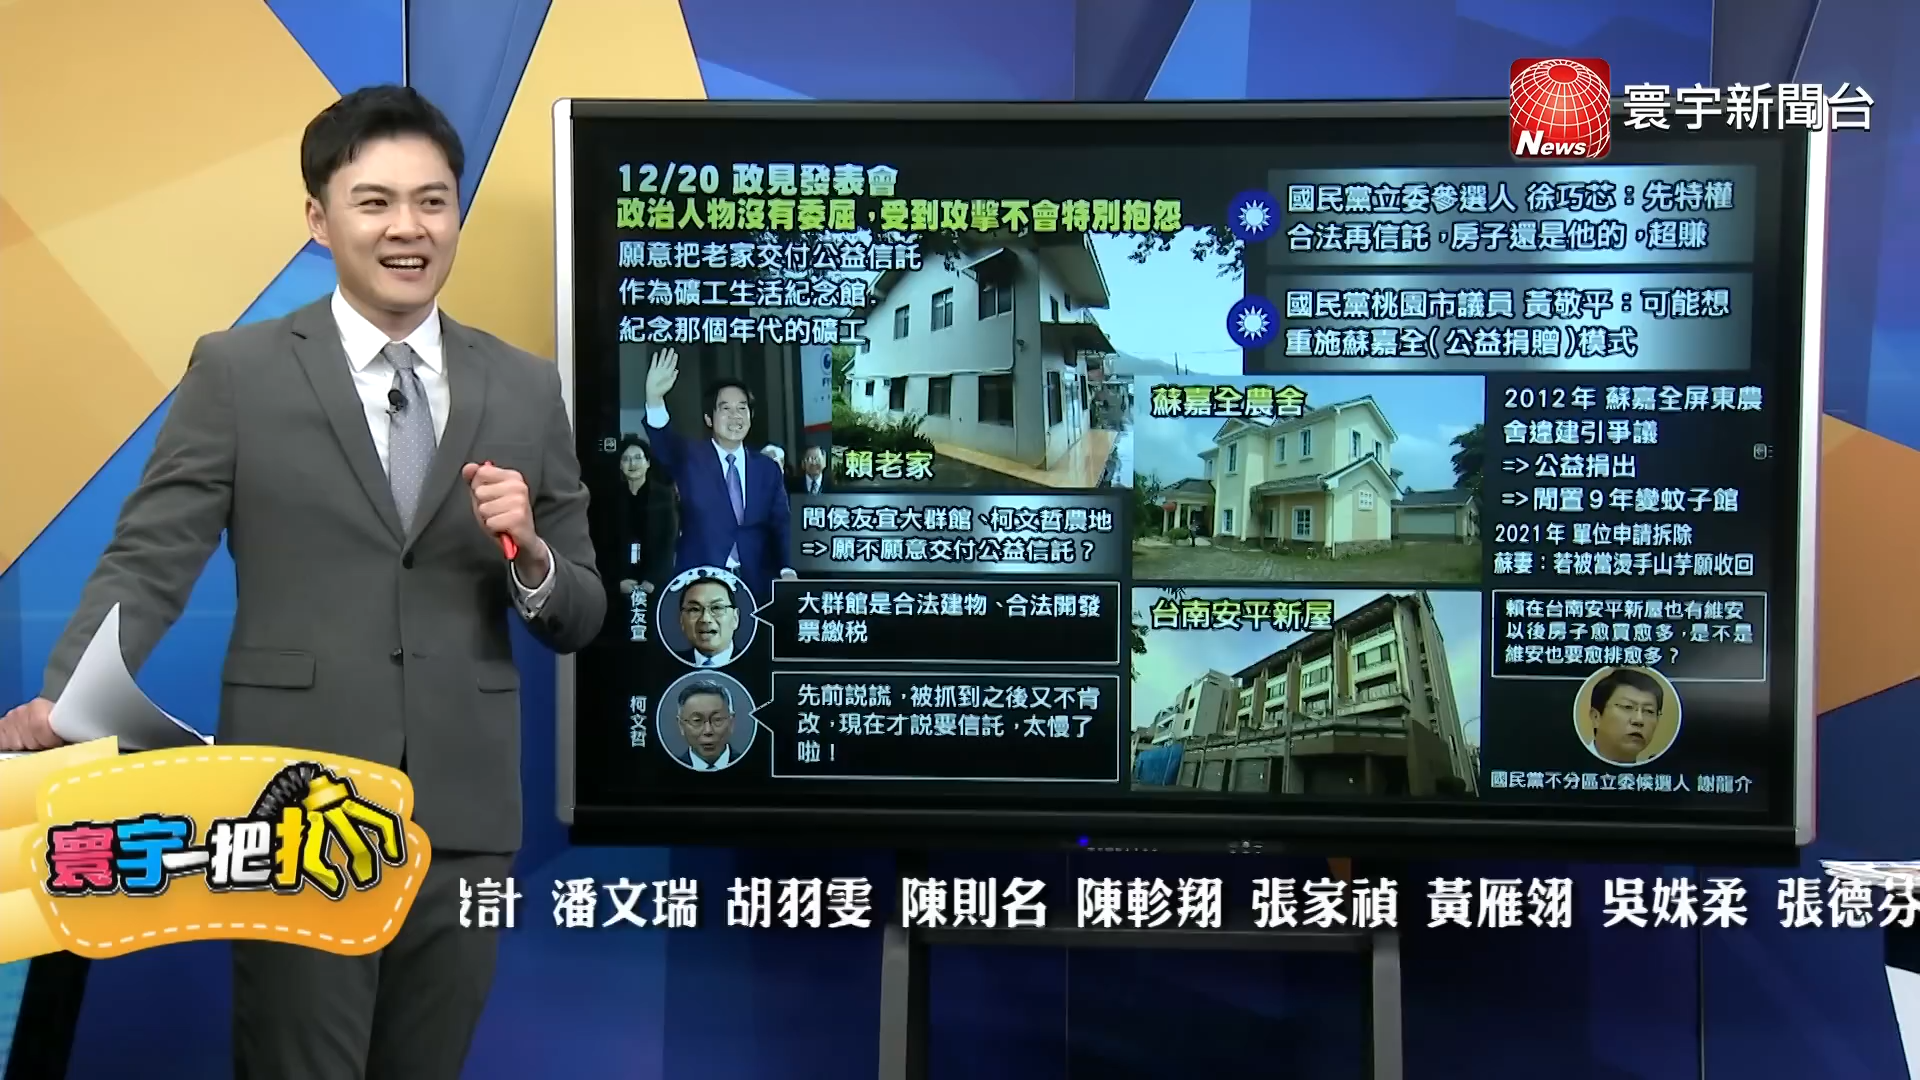 News
寰宇新聞台
12/20 政見發表會
政治人物沒有委屈，受到攻擊不會特別抱怨
願意把老家交付公益信託
作為礦工生活紀念館.
紀念那個年代的礦工
國民黨立委參選人 徐巧芯：先特權
合法再信託，房子還是他的，超賺
國民黨桃園市議員 黃敬平：可能想
重施蘇嘉全(公益捐贈)模式
賴老家
蘇嘉全農舍
2012年 蘇嘉全屏東農
舍違建引爭議
=>公益捐出
=>閒置9年變蚊子館
2021年 單位申請拆除
蘇妻：若被當燙手山芋願收回
問侯友宜大群館、柯文哲農地
=>願不願意交付公益信託？
侯友宜
大群館是合法建物、合法開發
票繳稅
柯文哲
先前說謊，被抓到之後又不肯
改，現在才說要信託，太慢了
啦！
台南安平新屋
賴在台南安平新屋也有維安
以後房子愈買愈多，是不是
維安也要愈排愈多？
國民黨不分區立委候選人 謝龍介
寰宇一把抓
計 潘文瑞 胡羽雯 陳則名 陳軫翔 張家禎 黃雁翎 吳姝柔 張德芬